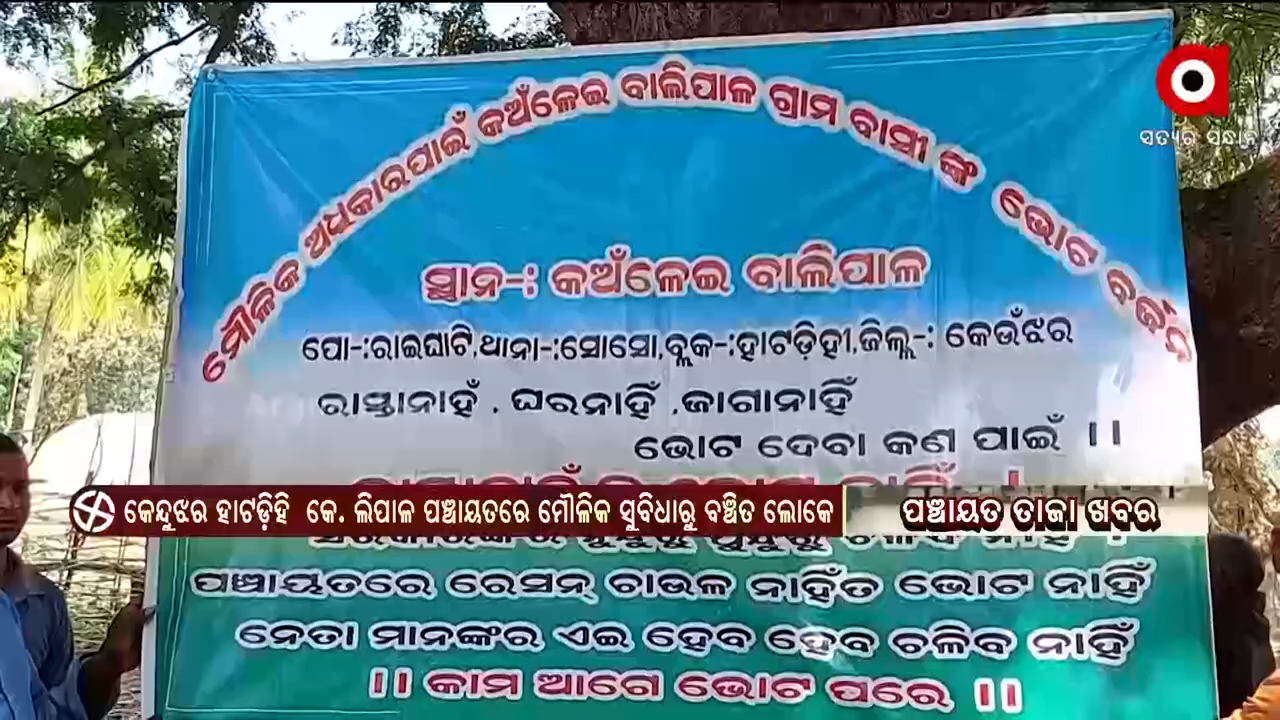 ମୌଳିକ ଅଧିକାରପାଇଁ କଅଁଳେଇ ବାଲିପାଳ ଗ୍ରାମ ବାସୀ ଙ୍କ ଭୋଟ ବର୍ଜନ
ସତ୍ୟର ସନ୍ଧାନ
ସ୍ଥାନ-: କଅଁଳେଇ ବାଲିପାଳ
ପୋ-:ରାଇଘାଟି,ଥାନା-:ସୋସୋ,ବ୍ଲକ-:ହାଟଡ଼ିହୀ,ଜିଲ୍ଲା-: କେଉଁଝର
ରାସ୍ତାନାହିଁ . ଘରନାହିଁ .ଜାଗାନାହିଁ
ଭୋଟ ଦେବା କଣ ପାଇଁ ।।
କେନ୍ଦୁଝର ହାଟଡ଼ିହି କେ. ଲିପାଳ ପଞ୍ଚାୟତରେ ମୌଳିକ ସୁବିଧାରୁ ବଞ୍ଚିତ ଲୋକେ
ପଞ୍ଚାୟତ ତାଜା ଖବର
ପଞ୍ଚାୟତରେ ରେସନ୍ ଚାଉଳ ନାହିଁତ ଭୋଟ ନାହିଁ
ନେତା ମାନଙ୍କର ଏଇ ହେବ ହେବ ଚଳିବ ନାହିଁ
।। କାମ ଆଗେ ଭୋଟ ପରେ ।।